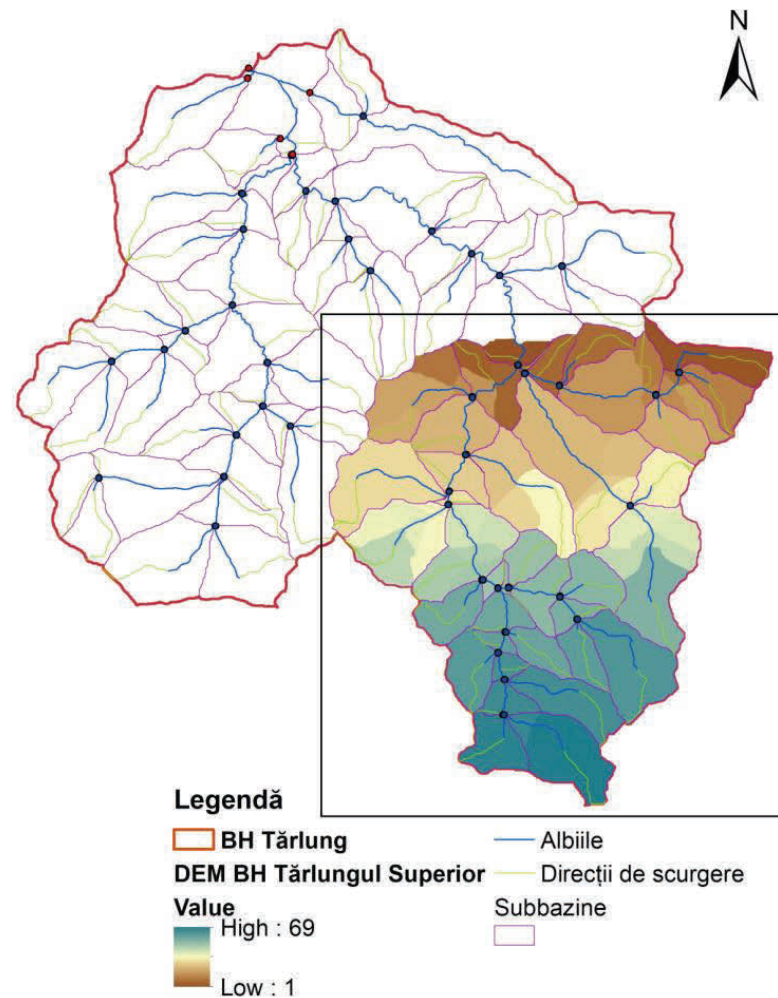 N
Legendă
BH Tărlung
DEM BH Tărlungul Superior
Value
High : 69
Low : 1
Albiile
Direcții de scurgere
Subbazine